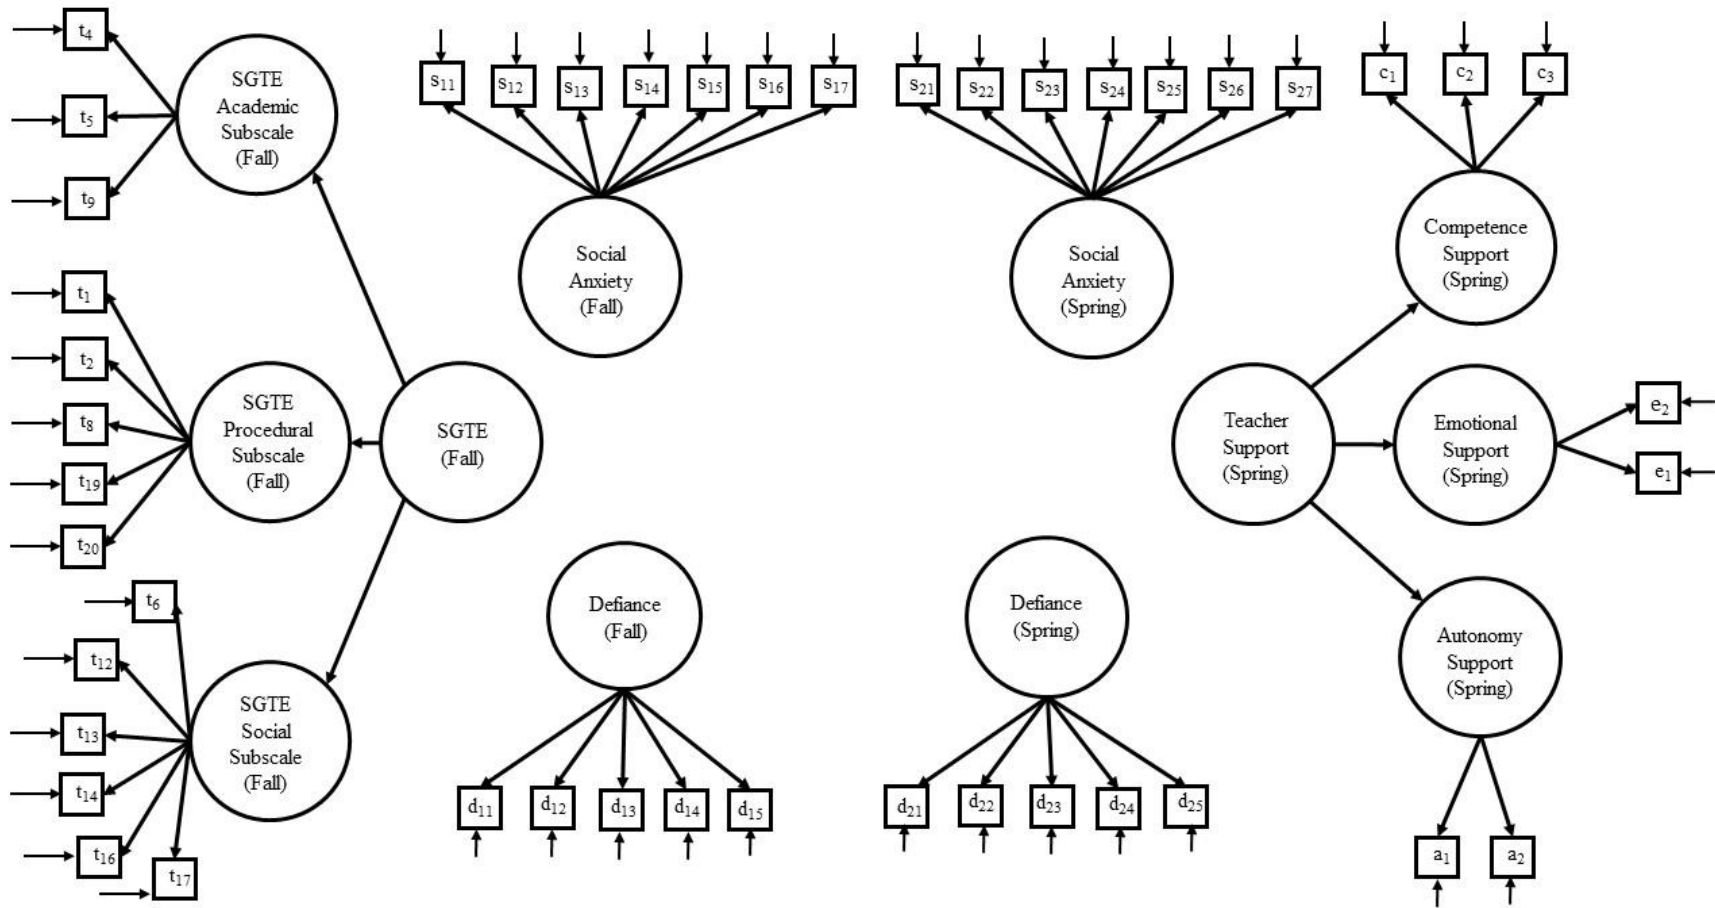 t4
t5
t9
SGTE
Academic
Subscale
(Fall)
s11
s12
s13
s14
s15
s16
s17
Social
Anxiety
(Fall)
s21
s22
s23
s24
s25
s26
s27
Social
Anxiety
(Spring)
c1
c2
c3
Competence
Support
(Spring)
t1
t2
t8
t19
t20
SGTE
Procedural
Subscale
(Fall)
SGTE
(Fall)
Teacher
Support
(Spring)
Emotional
Support
(Spring)
e2
e1
t6
t12
t13
t14
t16
t17
SGTE
Social
Subscale
(Fall)
Defiance
(Fall)
d11
d12
d13
d14
d15
Defiance
(Spring)
d21
d22
d23
d24
d25
Autonomy
Support
(Spring)
a1
a2